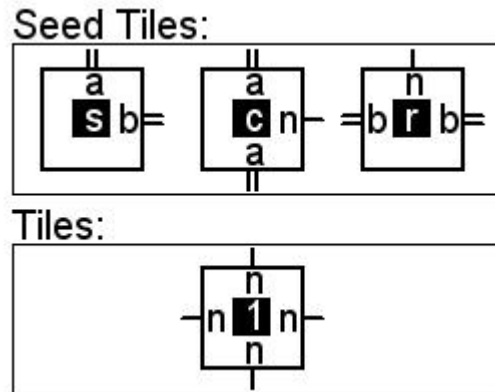 Seed Tiles:
a a n
s b c n b r b
a
Tiles:
n
n 1 n
n